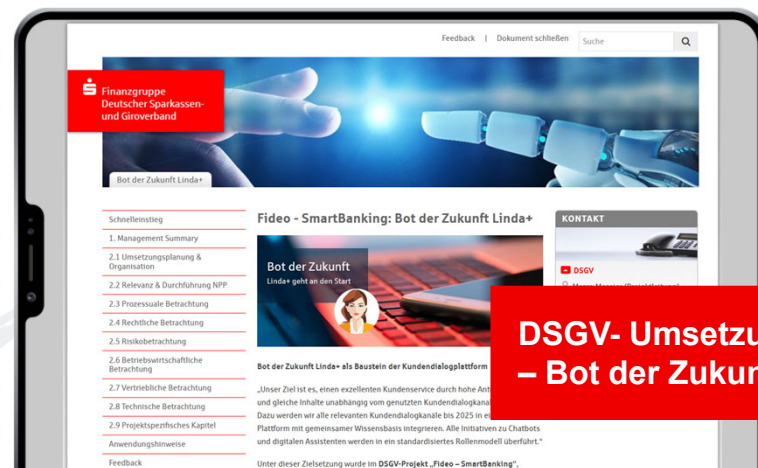 Feedback | Dokument schließen Suche
Finanzgruppe
Deutscher Sparkassen-
und Giroverband
Bot der Zukunft Linda+
Schnelleinstieg
1. Management Summary
2.1 Umsetzungsplanung &
Organisation
2.2 Relevanz & Durchführung NPP
2.3 Prozessuale Betrachtung
2.4 Rechtliche Betrachtung
2.5 Risikobetrachtung
2.6 Betriebswirtschaftliche
Betrachtung
2.7 Vertriebliche Betrachtung
2.8 Technische Betrachtung
2.9 Projektspezifisches Kapitel
Anwendungshinweise
Feedback
Fideo - SmartBanking: Bot der Zukunft Linda+
Bot der Zukunft
Linda+ geht an den Start
Bot der Zukunft Linda+ als Baustein der Kundendialogplattform
„Unser Ziel ist es, einen exzellenten Kundenservice durch hohe
und gleiche Inhalte unabhängig vom genutzten
Dazu werden wir alle relevanten Kundendialogkanäle bis 2025 in
Plattform mit gemeinsamer Wissensbasis integrieren. Alle Initiativen zu Chatbots
und digitalen Assistenten werden in ein standardisiertes Rollenmodell überführt.“
Unter dieser Zielsetzung wurde im DSGV-Projekt „Fideo – SmartBanking“,
KONTAKT
DSGV
DSGV- Umsetzu
– Bot der Zukun